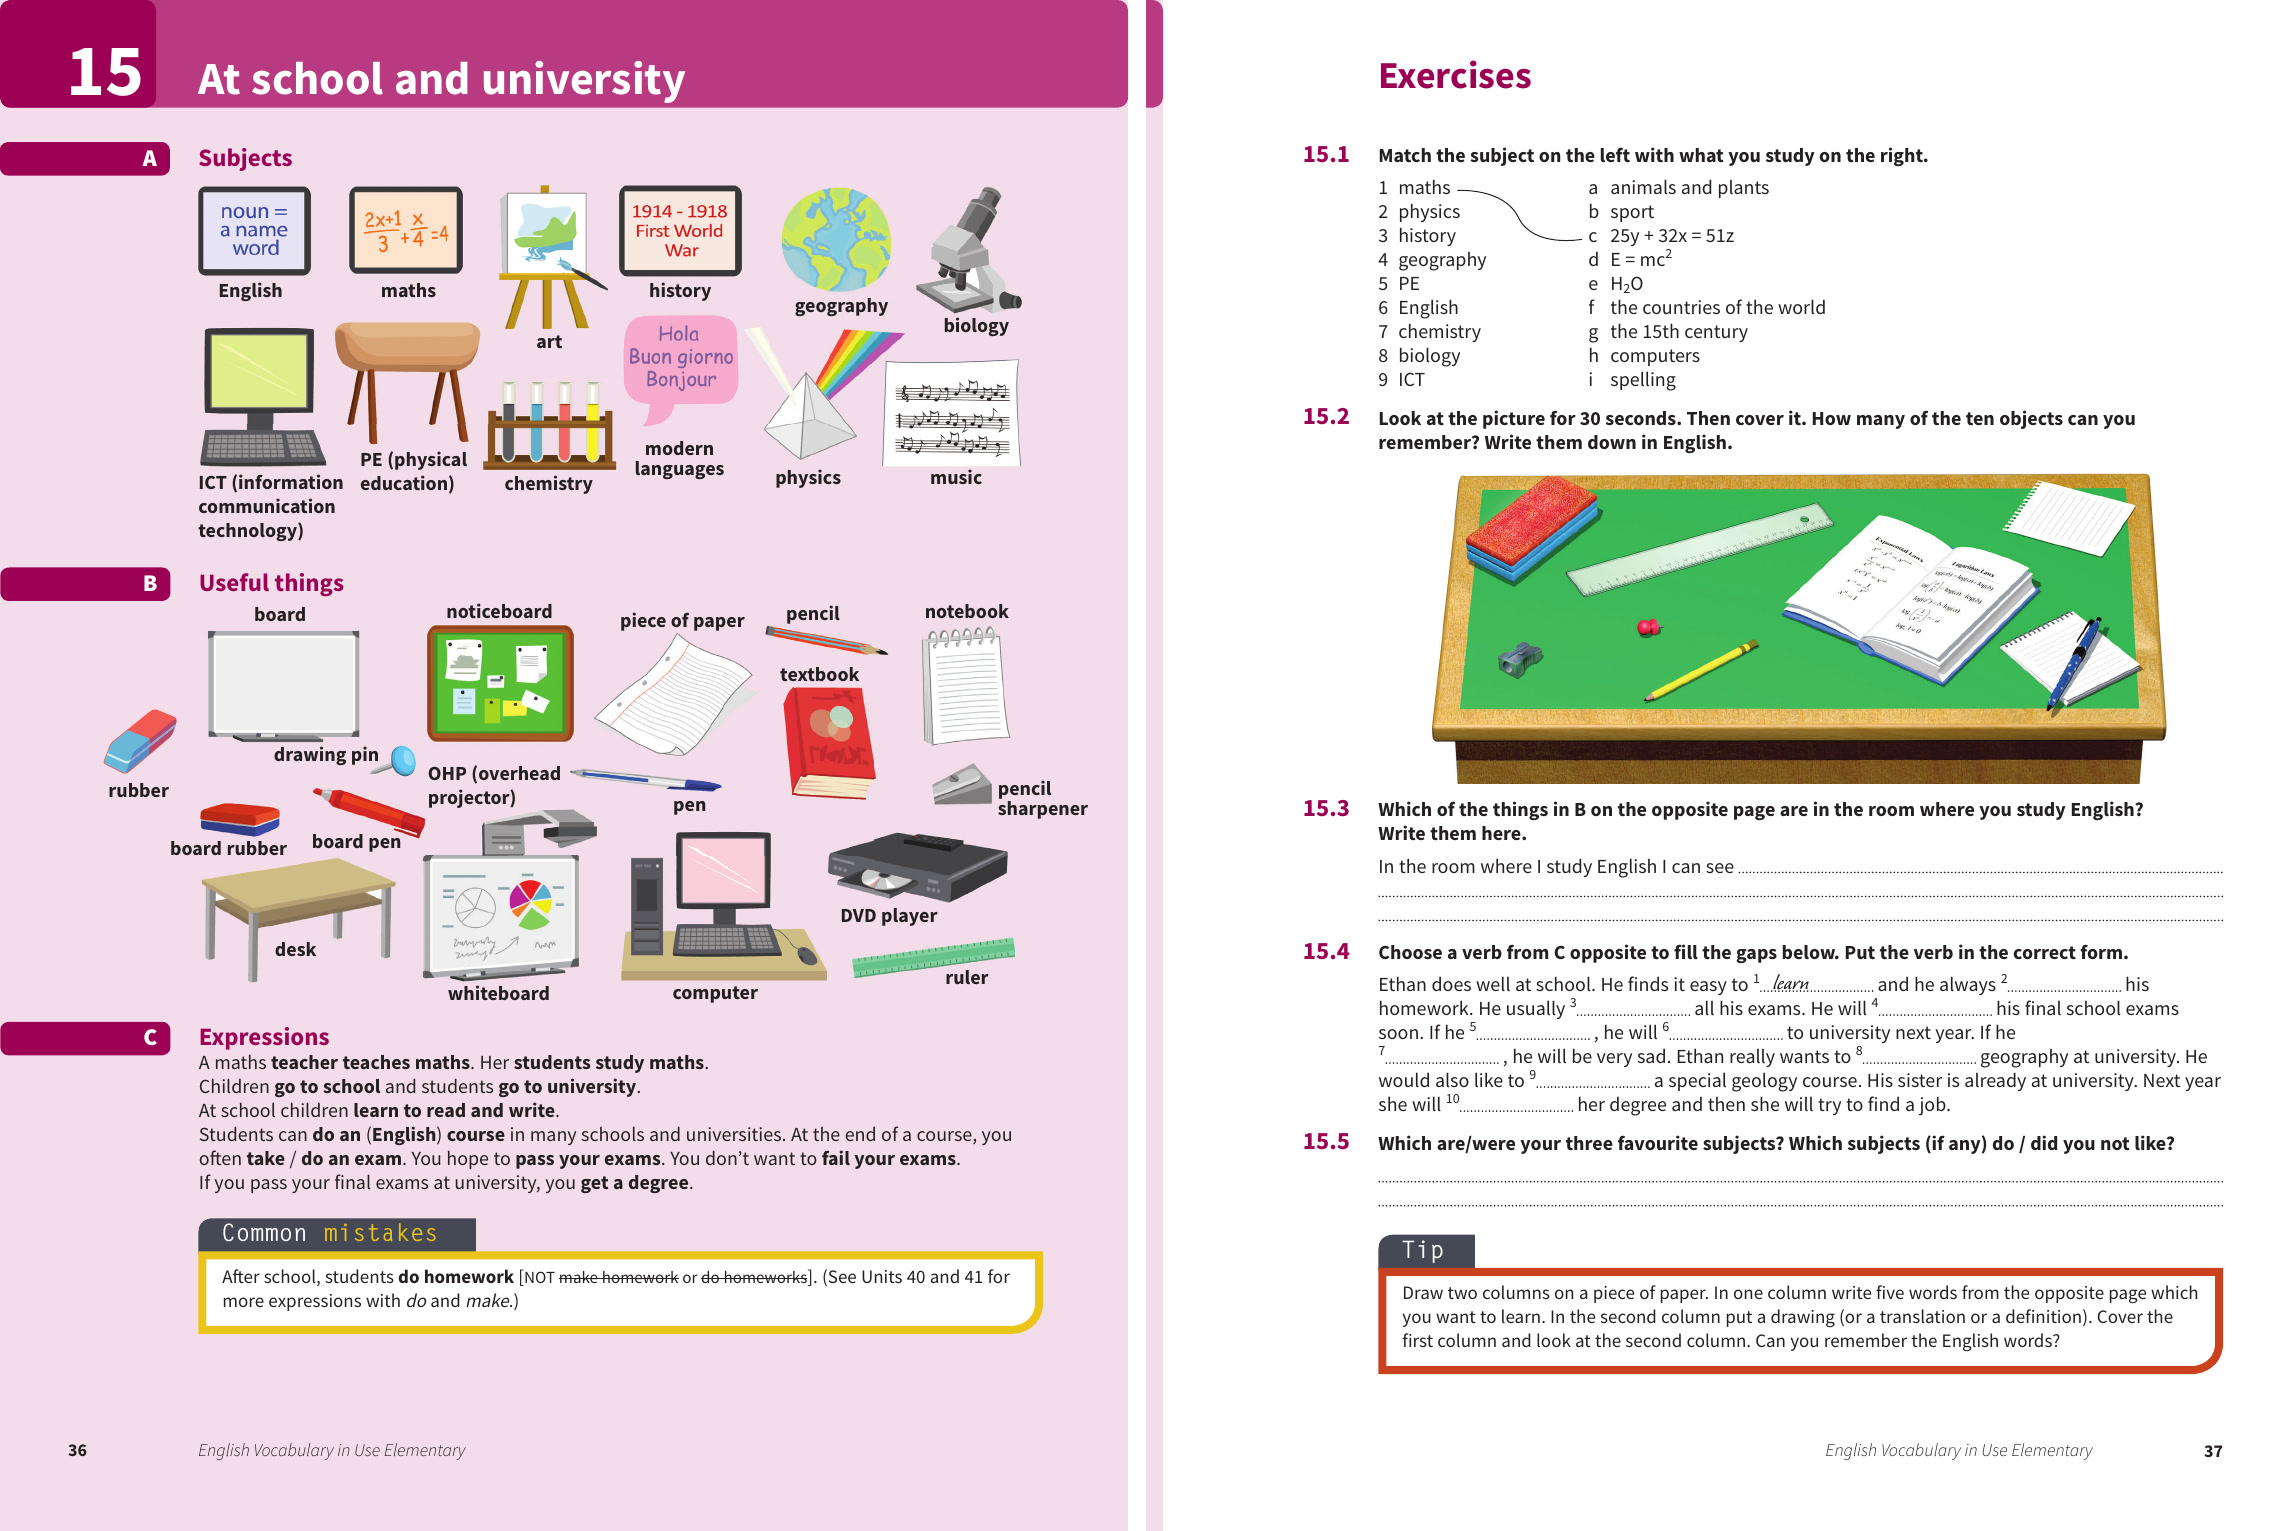 15
At school and university
A
Subjects
noun =
a name
word
English
2x+1/3 + x/4 = 4
maths
art
1914 - 1918
First World
War
history
geography
biology
ICT (information
communication
technology)
PE (physical
education)
chemistry
Hola
Buon giorno
Bonjour
modern
languages
physics
music
B
Useful things
board
noticeboard
piece of paper
pencil
notebook
textbook
rubber
drawing pin
OHP (overhead
projector)
pen
pencil
sharpener
board rubber
board pen
desk
whiteboard
computer
DVD player
ruler
C
Expressions
A maths teacher teaches maths. Her students study maths.
Children go to school and students go to university.
At school children learn to read and write.
Students can do an (English) course in many schools and universities. At the end of a course, you
often take / do an exam. You hope to pass your exams. You don’t want to fail your exams.
If you pass your final exams at university, you get a degree.
Common mistakes
After school, students do homework [NOT make homework or do homeworks]. (See Units 40 and 41 for
more expressions with do and make.)
36
English Vocabulary in Use Elementary
Exercises
15.1 Match the subject on the left with what you study on the right.
1 maths a animals and plants
2 physics b sport
3 history c 25y + 32x = 51z
4 geography d E = mc²
5 PE e H₂O
6 English f the countries of the world
7 chemistry g the 15th century
8 biology h computers
9 ICT i spelling
15.2 Look at the picture for 30 seconds. Then cover it. How many of the ten objects can you
remember? Write them down in English.
Exponential Laws
Logarithm Laws
15.3 Which of the things in B on the opposite page are in the room where you study English?
Write them here.
In the room where I study English I can see
15.4 Choose a verb from C opposite to fill the gaps below. Put the verb in the correct form.
Ethan does well at school. He finds it easy to 1 learn and he always 2 his
homework. He usually 3 all his exams. He will 4 his final school exams
soon. If he 5 , he will 6 to university next year. If he
7 , he will be very sad. Ethan really wants to 8 geography at university. He
would also like to 9 a special geology course. His sister is already at university. Next year
she will 10 her degree and then she will try to find a job.
15.5 Which are/were your three favourite subjects? Which subjects (if any) do / did you not like?
Tip
Draw two columns on a piece of paper. In one column write five words from the opposite page which
you want to learn. In the second column put a drawing (or a translation or a definition). Cover the
first column and look at the second column. Can you remember the English words?
English Vocabulary in Use Elementary
37